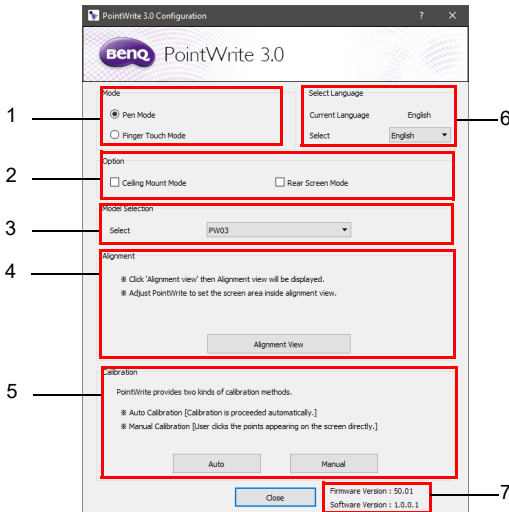 PointWrite 3.0 Configuration ? ×
BenQ PointWrite 3.0
1
Mode
Pen Mode
Finger Touch Mode
Select Language
Current Language English
Select English
6
2
Option
Ceiling Mount Mode Rear Screen Mode
3
Model Selection
Select PW03
4
Alignment
※ Click 'Alignment view' then Alignment view will be displayed.
※ Adjust PointWrite to set the screen area inside alignment view.
Alignment View
5
Calibration
PointWrite provides two kinds of calibration methods.
※ Auto Calibration [Calibration is proceeded automatically.]
※ Manual Calibration [User clicks the points appearing on the screen directly.]
Auto Manual
Close
Firmware Version : 50.01
Software Version : 1.0.0.1
7